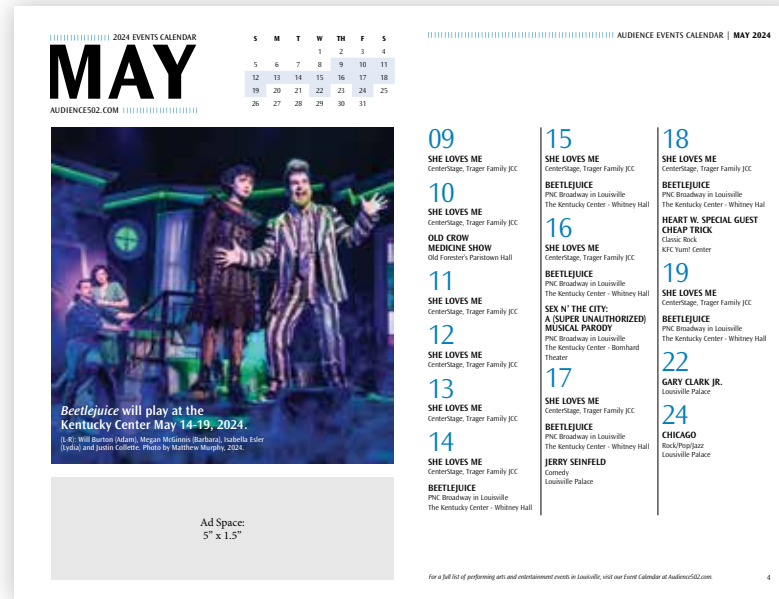 2024 EVENTS CALENDAR
MAY
AUDIENCE502.COM
S M T W TH F S
1 2 3 4
5 6 7 8 9 10 11
12 13 14 15 16 17 18
19 20 21 22 23 24 25
26 27 28 29 30 31
Beetlejuice will play at the
Kentucky Center May 14-19, 2024.
(L-R): Will Burton (Adam), Megan McGinnis (Barbara), Isabella Esler
(Lydia) and Justin Collette. Photo by Matthew Murphy, 2024.
Ad Space:
5” x 1.5”
AUDIENCE EVENTS CALENDAR | MAY 2024
09
SHE LOVES ME
CenterStage, Trager Family JCC
10
SHE LOVES ME
CenterStage, Trager Family JCC
OLD CROW
MEDICINE SHOW
Old Forester's Paristown Hall
11
SHE LOVES ME
CenterStage, Trager Family JCC
12
SHE LOVES ME
CenterStage, Trager Family JCC
13
SHE LOVES ME
CenterStage, Trager Family JCC
14
SHE LOVES ME
CenterStage, Trager Family JCC
BEETLEJUICE
PNC Broadway in Louisville
The Kentucky Center - Whitney Hall
15
SHE LOVES ME
CenterStage, Trager Family JCC
BEETLEJUICE
PNC Broadway in Louisville
The Kentucky Center - Whitney Hall
16
SHE LOVES ME
CenterStage, Trager Family JCC
BEETLEJUICE
PNC Broadway in Louisville
The Kentucky Center - Whitney Hall
SEX N' THE CITY:
A (SUPER UNAUTHORIZED)
MUSICAL PARODY
PNC Broadway in Louisville
The Kentucky Center - Bomhard
Theater
17
SHE LOVES ME
CenterStage, Trager Family JCC
BEETLEJUICE
PNC Broadway in Louisville
The Kentucky Center - Whitney Hall
JERRY SEINFELD
Comedy
Louisville Palace
18
SHE LOVES ME
CenterStage, Trager Family JCC
BEETLEJUICE
PNC Broadway in Louisville
The Kentucky Center - Whitney Hal
HEART W. SPECIAL GUEST
CHEAP TRICK
Classic Rock
KFC Yum! Center
19
SHE LOVES ME
CenterStage, Trager Family JCC
BEETLEJUICE
PNC Broadway in Louisville
The Kentucky Center - Whitney Hall
22
GARY CLARK JR.
Lousiville Palace
24
CHICAGO
Rock/Pop/Jazz
Lousiville Palace
For a full list of performing arts and entertainment events in Louisville, visit our Event Calendar at Audience502.com.
4